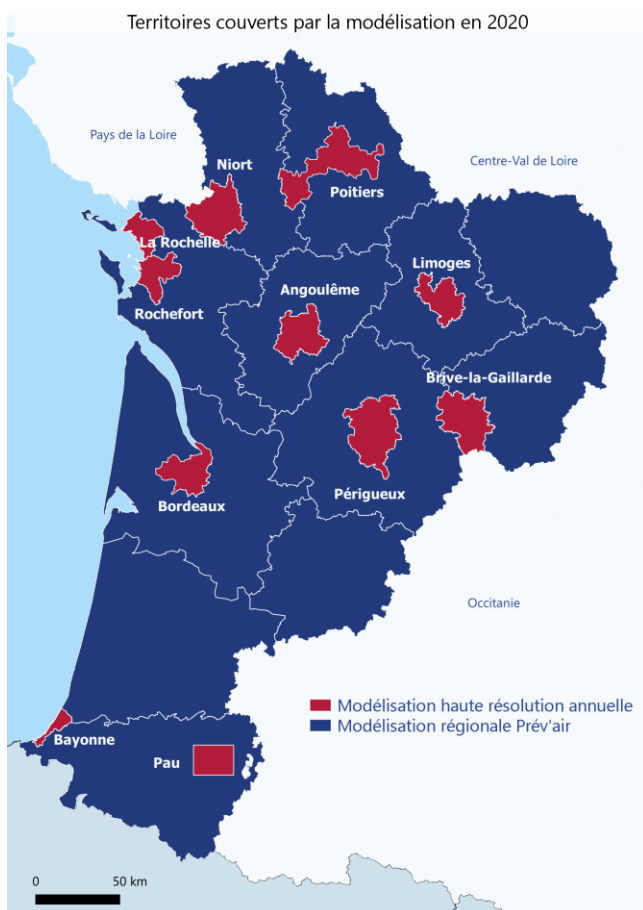 Territoires couverts par la modélisation en 2020
Pays de la Loire
Niort
Centre-Val de Loire
Poitiers
La Rochelle
Limoges
Angoulême
Rochefort
Brive-la-Gaillarde
Périgueux
Bordeaux
Occitanie
Modélisation haute résolution annuelle
Modélisation régionale Prév'air
Bayonne
Pau
0 50 km